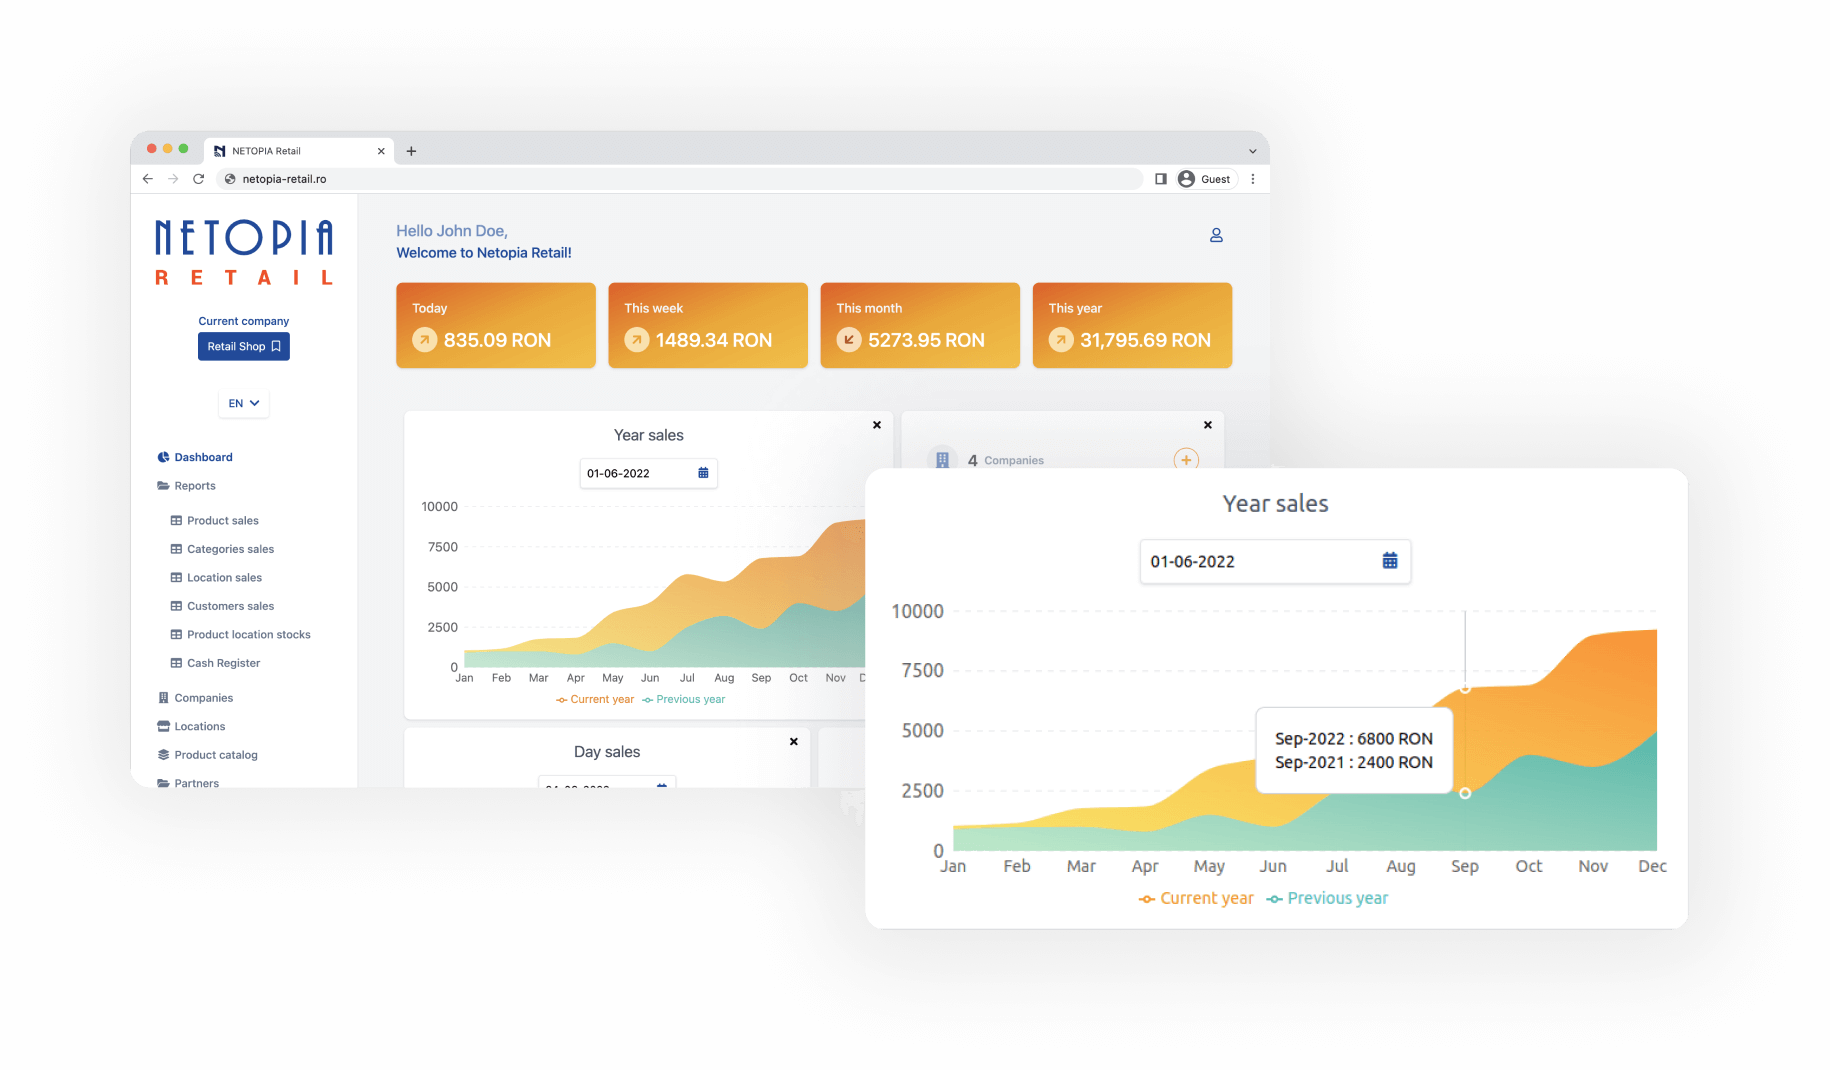 NETOPIA Retail
netopia-retail.ro
Guest
NETOPIA
RETAIL
Current company
Retail Shop
EN
Dashboard
Reports
Product sales
Categories sales
Location sales
Customers sales
Product location stocks
Cash Register
Companies
Locations
Product catalog
Partners
Hello John Doe,
Welcome to Netopia Retail!
Today
835.09 RON
This week
1489.34 RON
This month
5273.95 RON
This year
31,795.69 RON
Year sales
01-06-2022
10000
7500
5000
2500
0
Jan Feb Mar Apr May Jun Jul Aug Sep Oct Nov
Current year Previous year
4 Companies
Day sales
Year sales
01-06-2022
10000
7500
5000
2500
0
Sep-2022 : 6800 RON
Sep-2021 : 2400 RON
Jan Feb Mar Apr May Jun Jul Aug Sep Oct Nov Dec
Current year Previous year